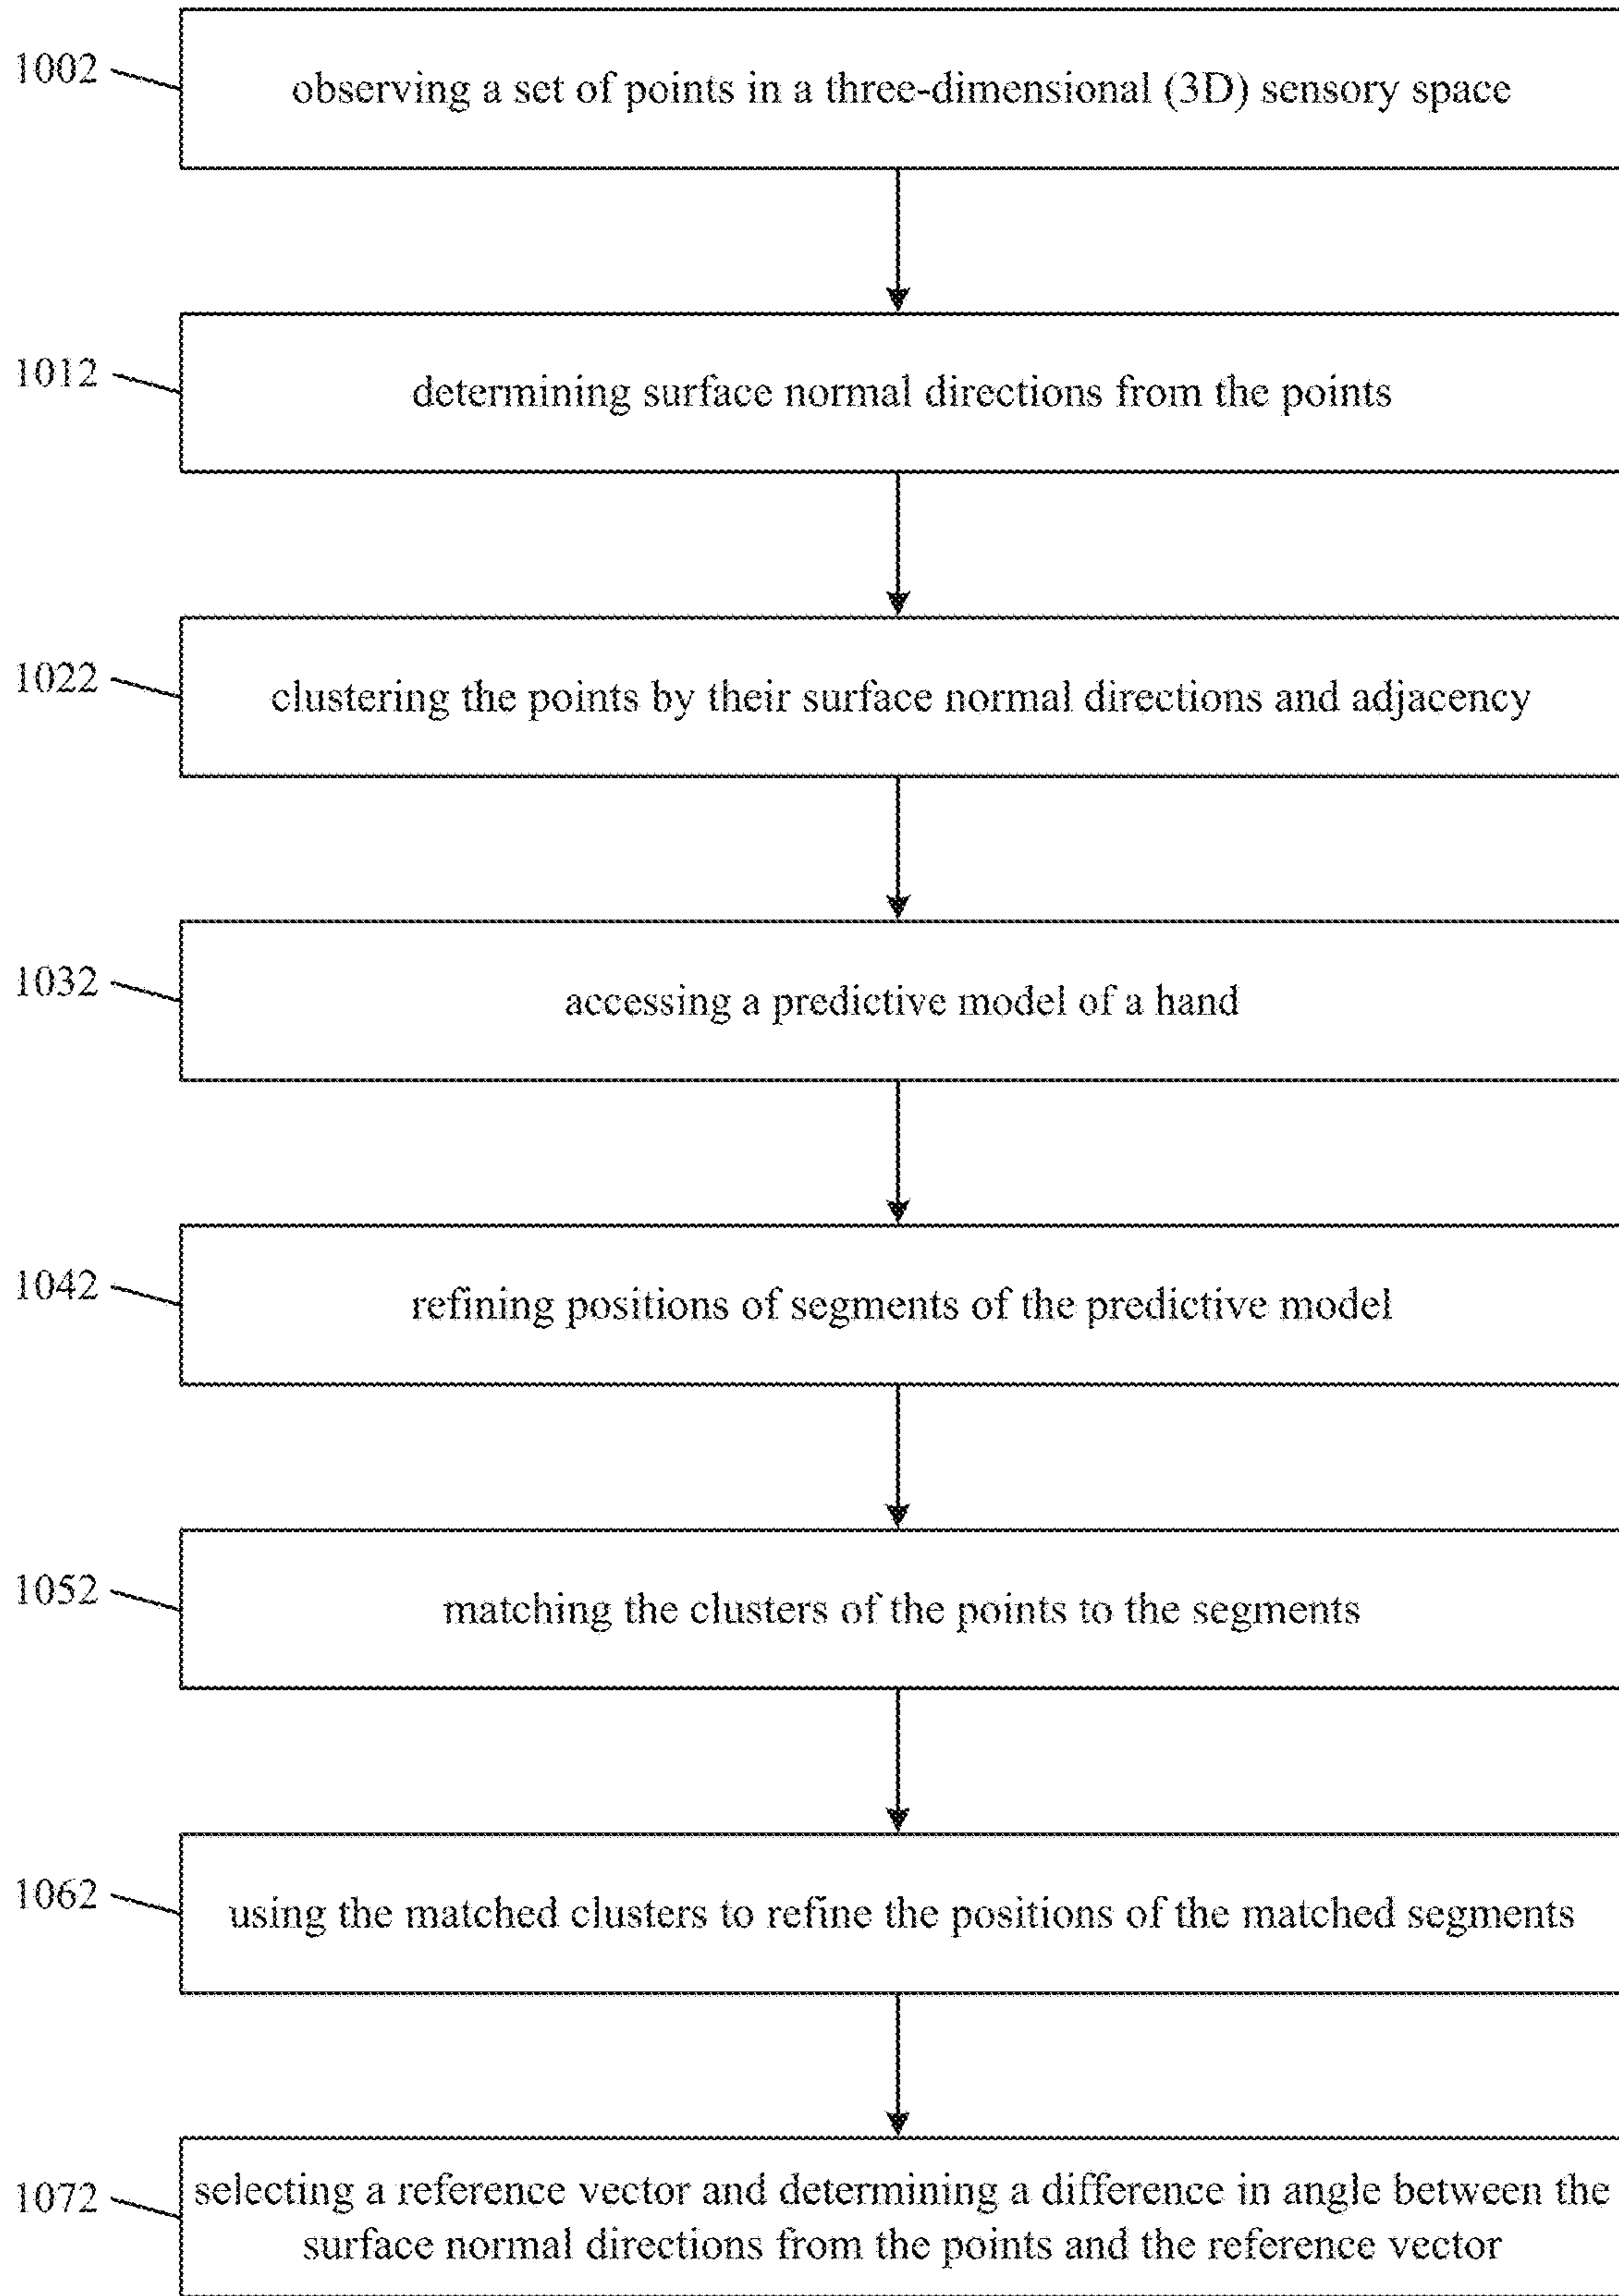 1002
observing a set of points in a three-dimensional (3D) sensory space
1012
determining surface normal directions from the points
1022
clustering the points by their surface normal directions and adjacency
1032
accessing a predictive model of a hand
1042
refining positions of segments of the predictive model
1052
matching the clusters of the points to the segments
1062
using the matched clusters to refine the positions of the matched segments
1072
selecting a reference vector and determining a difference in angle between the
surface normal directions from the points and the reference vector